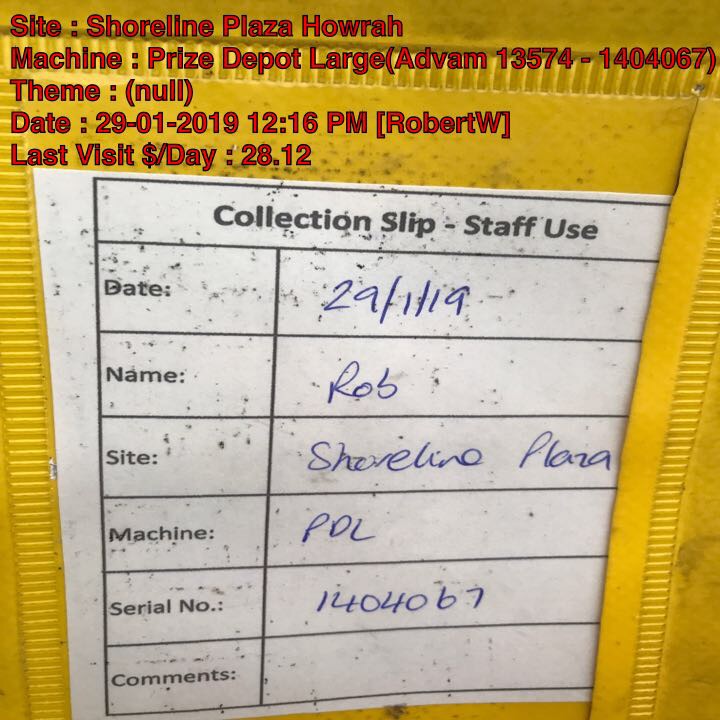 Site : Shoreline Plaza Howrah
Machine : Prize Depot Large(Advam 13574 - 1404067)
Theme : (null)
Date : 29-01-2019 12:16 PM [RobertW]
Last Visit $/Day : 28.12
Collection Slip - Staff Use
Date: 29/1/19
Name: Rob
Site: Shoreline Plaza
Machine: PDL
Serial No.: 1404067
Comments: